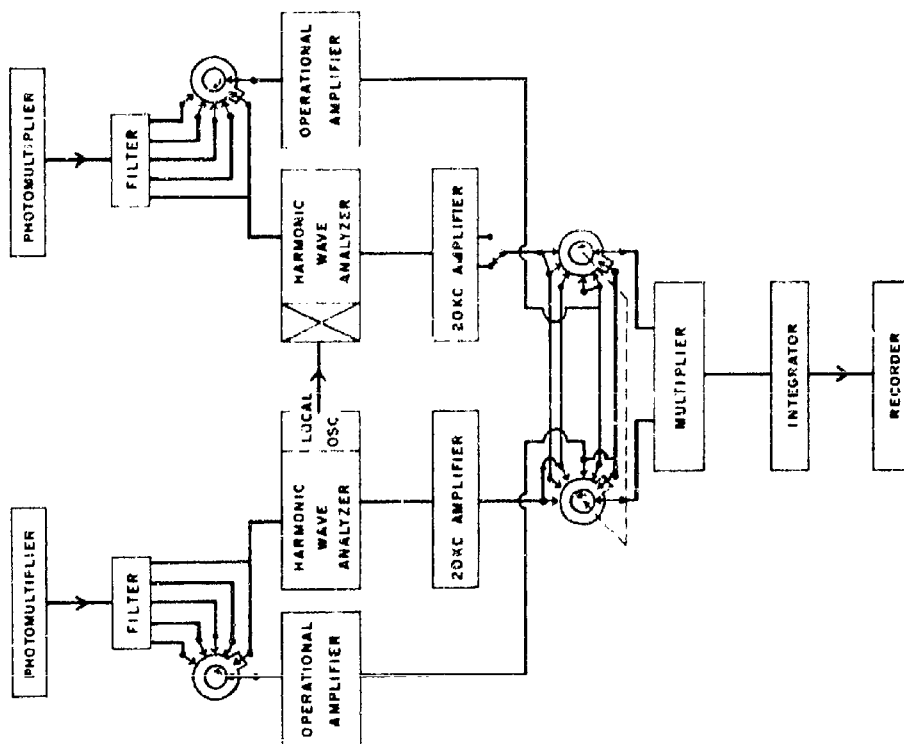 PHOTOMULTIPLIER
FILTER
OPERATIONAL
AMPLIFIER
HARMONIC
WAVE
ANALYZER
20KC AMPLIFIER
LOCAL
OSC
HARMONIC
WAVE
ANALYZER
20KC AMPLIFIER
PHOTOMULTIPLIER
FILTER
OPERATIONAL
AMPLIFIER
MULTIPLIER
INTEGRATOR
RECORDER